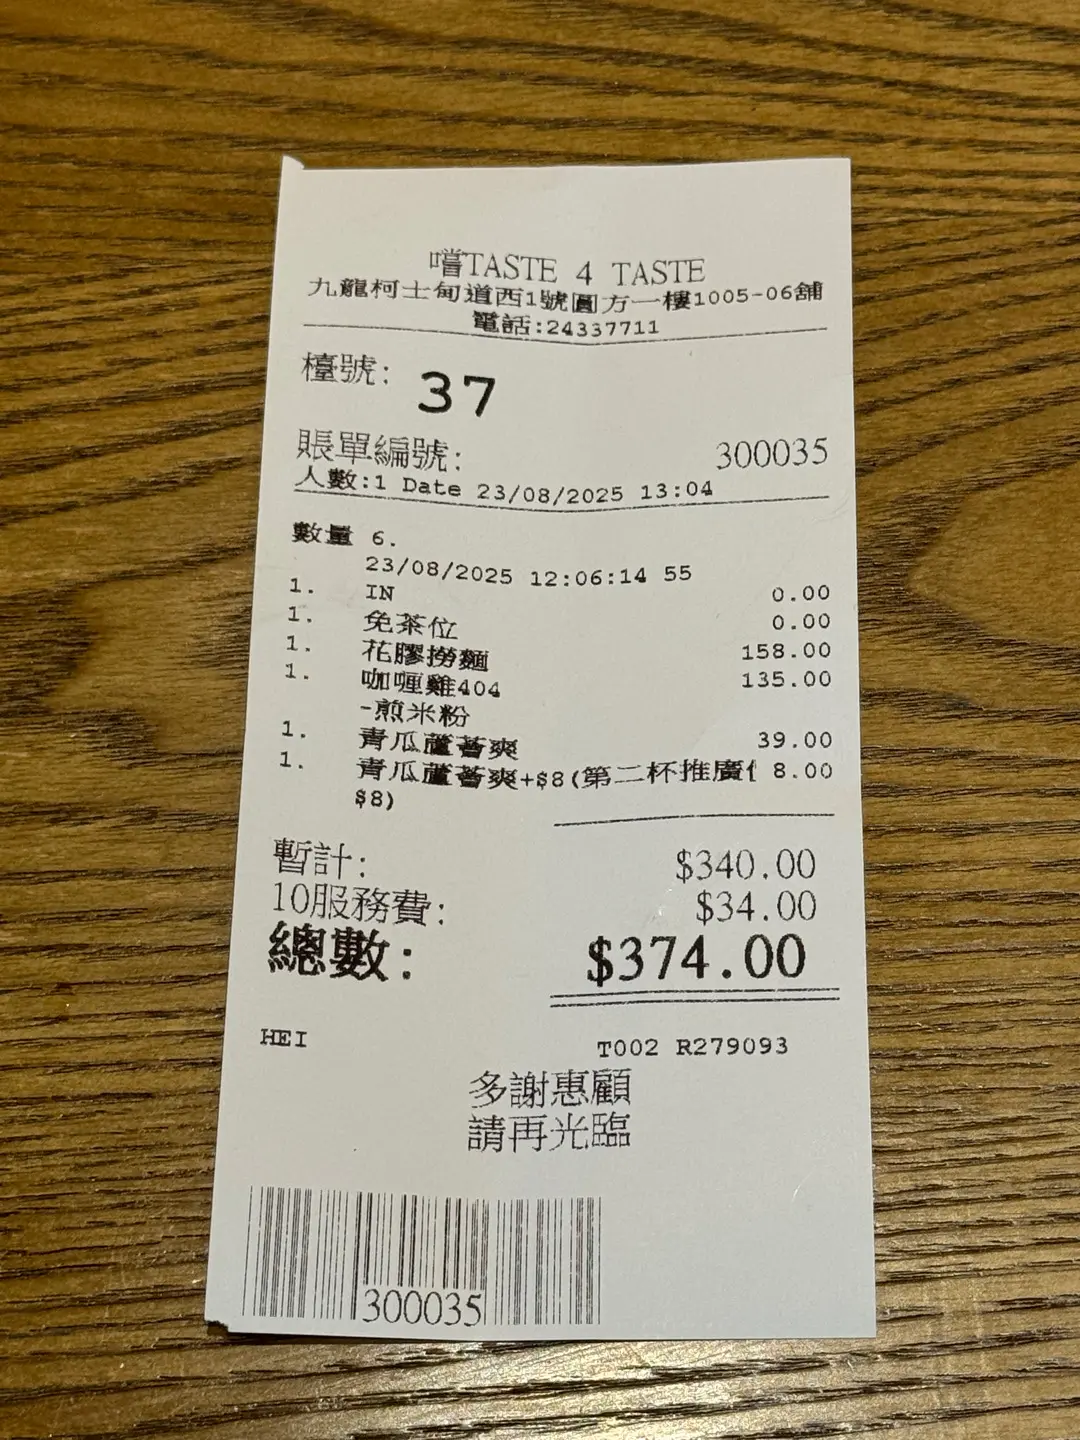 嚐TASTE 4 TASTE
九龍柯士甸道西1號圓方一樓1005-06舖
電話:24337711
檯號: 37
賬單編號: 300035
人數:1 Date 23/08/2025 13:04
數量 6.
23/08/2025 12:06:14 55
1. IN 0.00
1. 免茶位 0.00
1. 花膠撈麵 158.00
1. 咖喱雞404 135.00
-煎米粉
1. 青瓜蘆薈爽 39.00
1. 青瓜蘆薈爽+$8(第二杯推廣 8.00
$8)
暫計: $340.00
10服務費: $34.00
總數: $374.00
HEI T002 R279093
多謝惠顧
請再光臨
300035